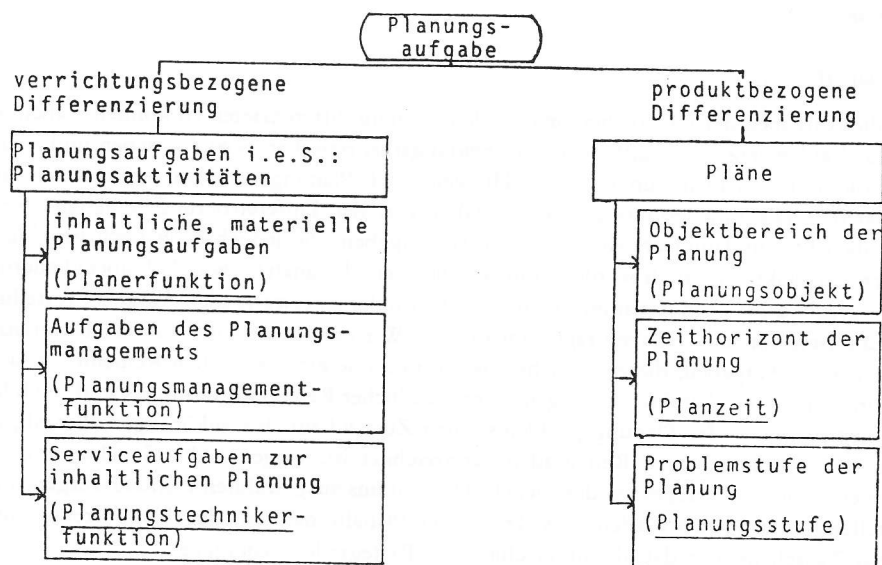 Planungs-
aufgabe
verrichtungsbezogene
Differenzierung
produktbezogene
Differenzierung
Planungsaufgaben i.e.S.:
Planungsaktivitäten
Pläne
inhaltliche, materielle
Planungsaufgaben
(Planerfunktion)
Objektbereich der
Planung
(Planungsobjekt)
Aufgaben des Planungs-
managements
(Planungsmanagement-
funktion)
Zeithorizont der
Planung
(Planzeit)
Serviceaufgaben zur
inhaltlichen Planung
(Planungstechniker-
funktion)
Problemstufe der
Planung
(Planungsstufe)